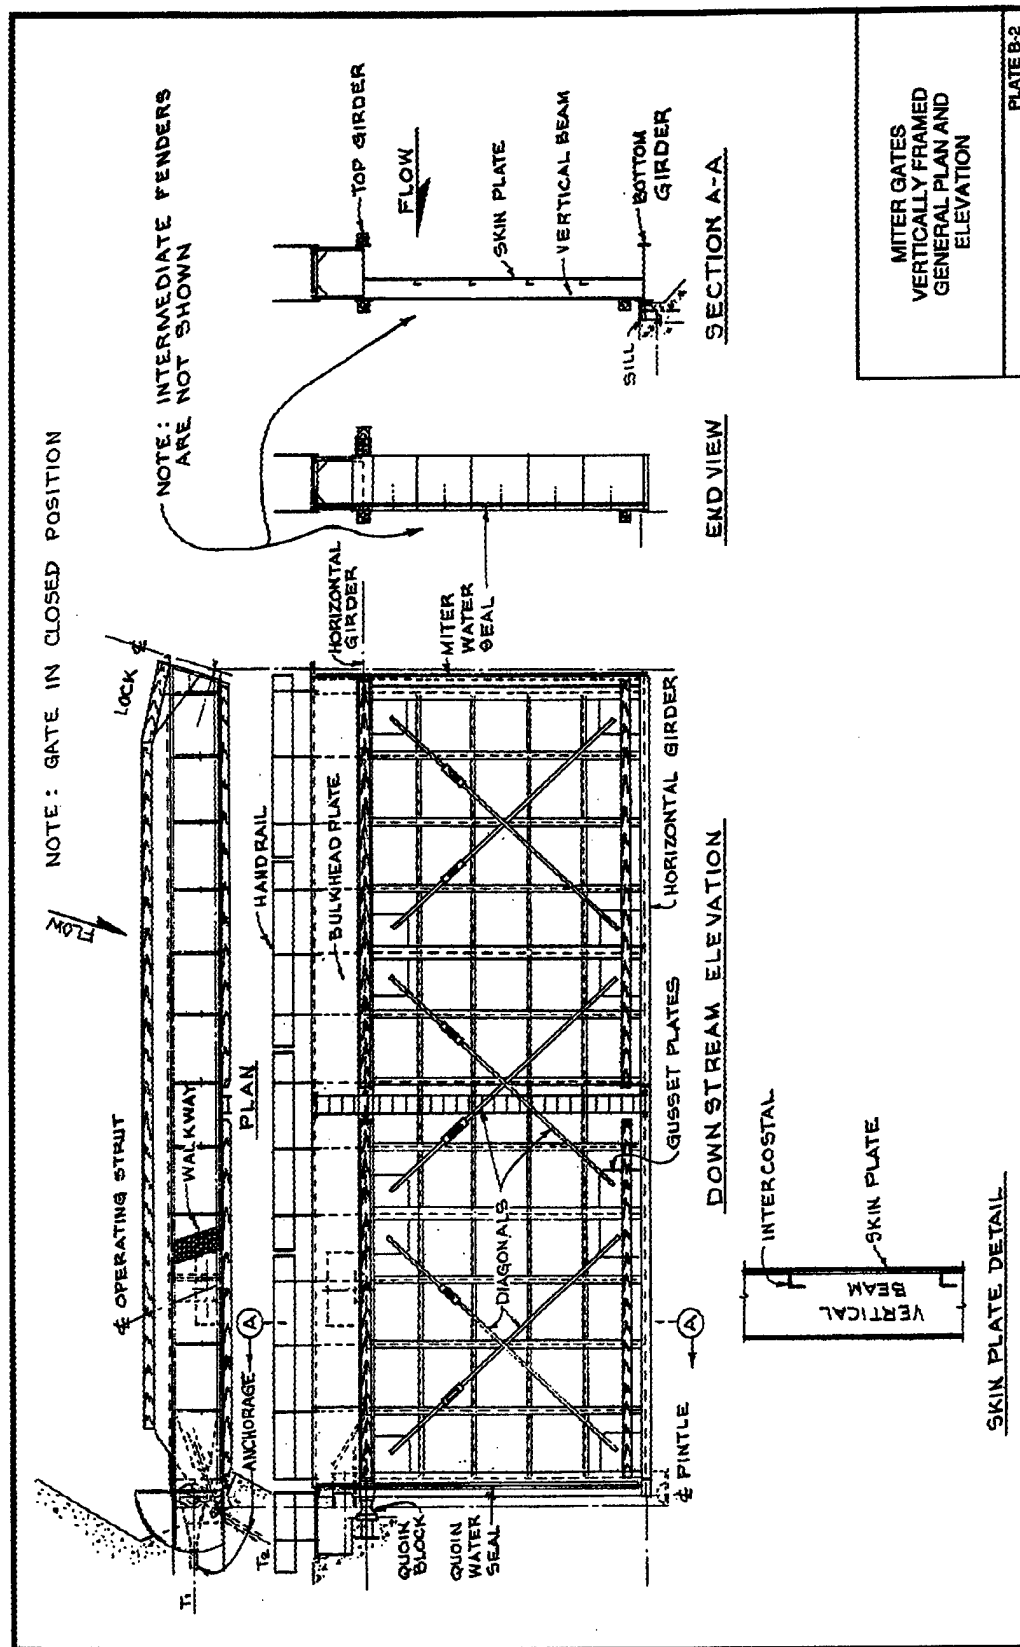 NOTE: GATE IN CLOSED POSITION
NOTE: INTERMEDIATE FENDERS
ARE NOT SHOWN
FLOW
LOCK ℄
℄ OPERATING STRUT
WALKWAY
T1
T2
ANCHORAGE
PLAN
A
HANDRAIL
BULKHEAD PLATE
HORIZONTAL
GIRDER
QUOIN
BLOCK
QUOIN
WATER
SEAL
DIAGONALS
MITER
WATER
SEAL
GUSSET PLATES
HORIZONTAL GIRDER
A
℄ PINTLE
DOWNSTREAM ELEVATION
END VIEW
TOP GIRDER
FLOW
SKIN PLATE
VERTICAL BEAM
BOTTOM
GIRDER
SILL
SECTION A-A
VERTICAL
BEAM
INTERCOSTAL
SKIN PLATE
SKIN PLATE DETAIL
MITER GATES
VERTICALLY FRAMED
GENERAL PLAN AND
ELEVATION
PLATE B-2